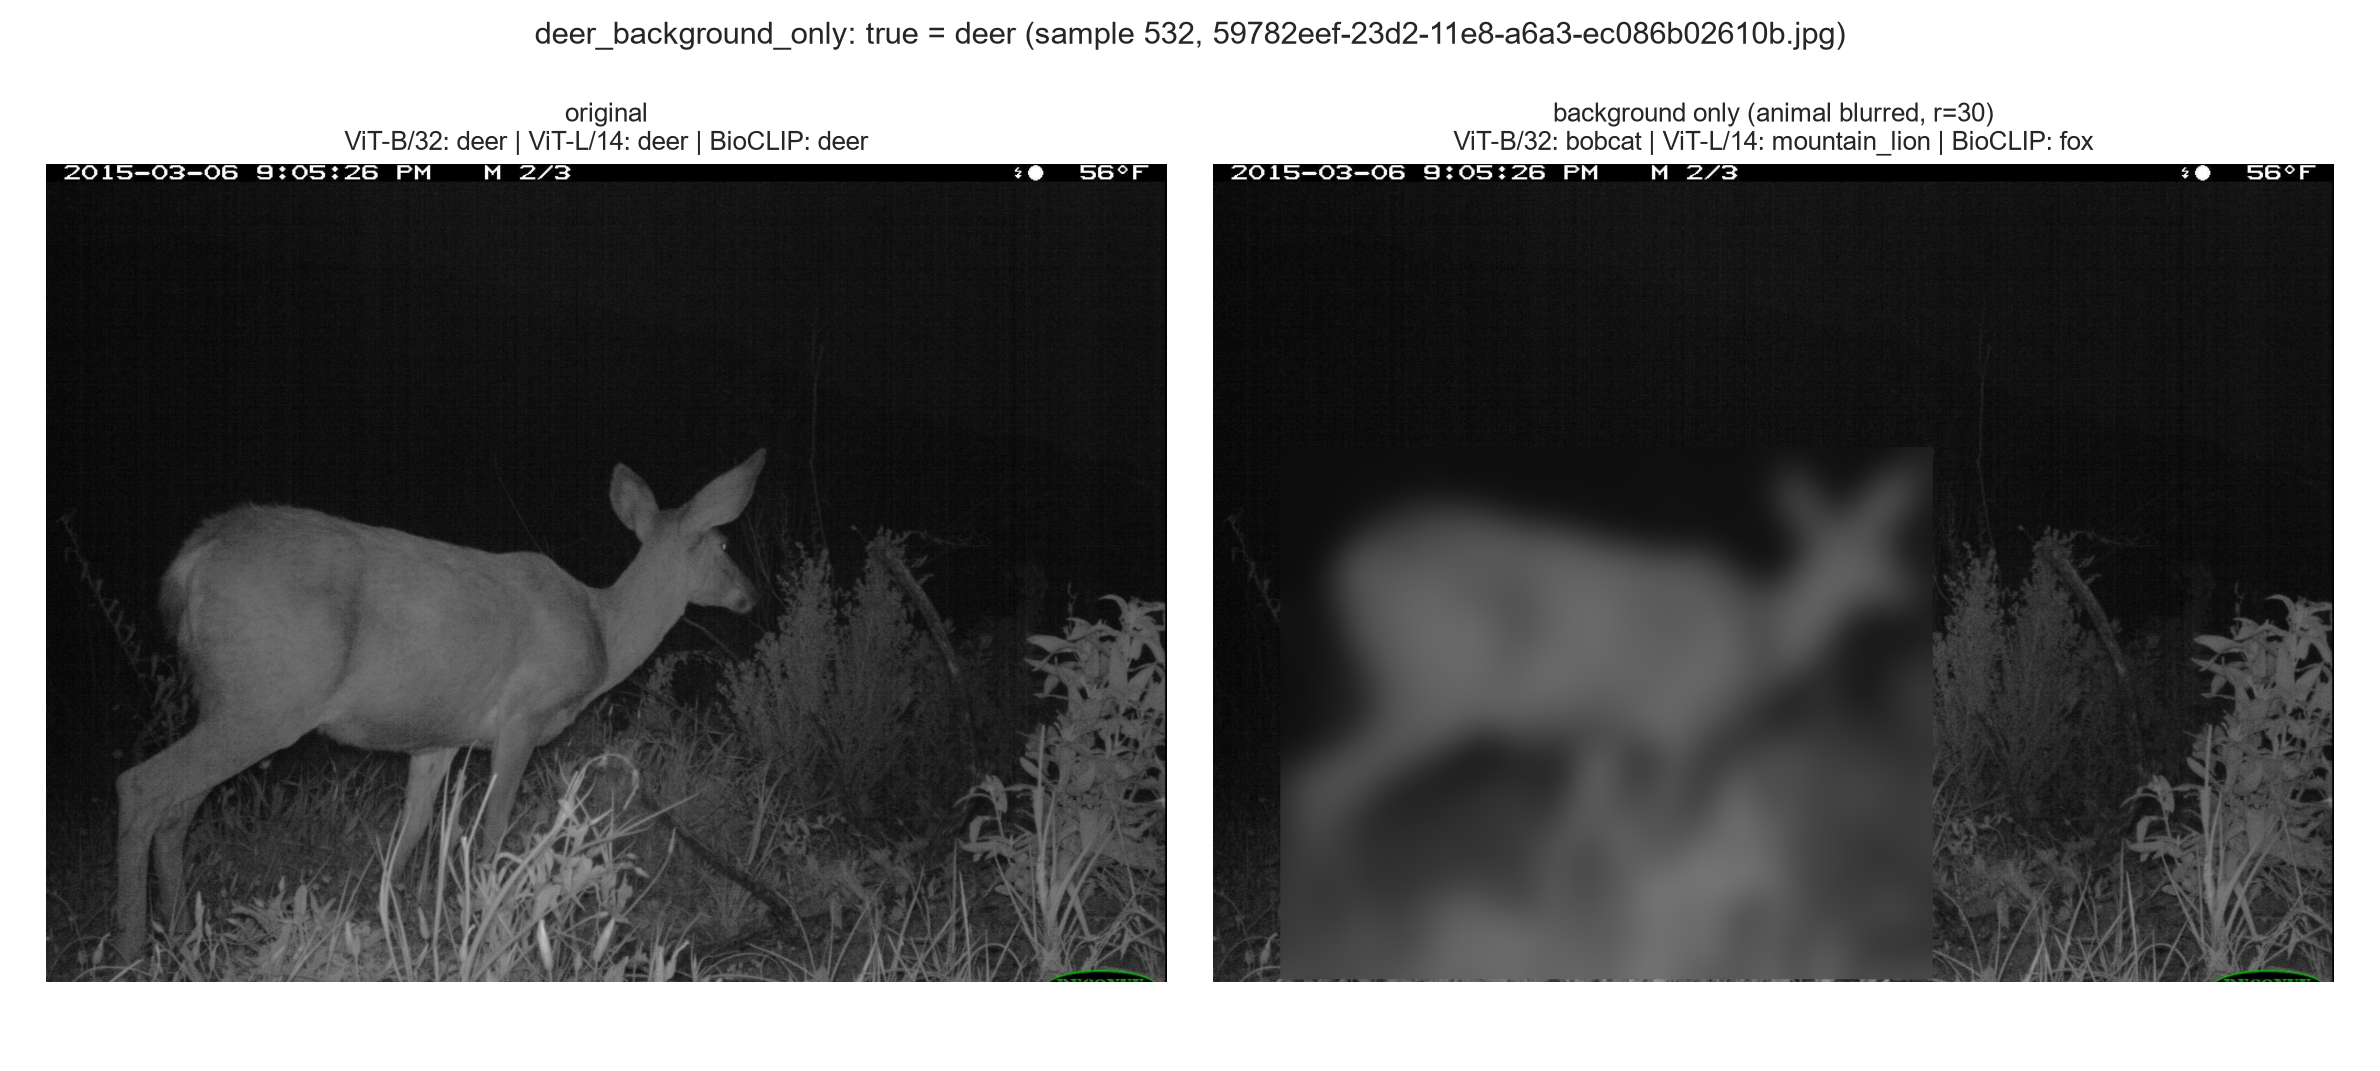 deer_background_only: true = deer (sample 532, 59782eef-23d2-11e8-a6a3-ec086b02610b.jpg)
original
ViT-B/32: deer | ViT-L/14: deer | BioCLIP: deer
2015-03-06 9:05:26 PM M 2/3 56°F
background only (animal blurred, r=30)
ViT-B/32: bobcat | ViT-L/14: mountain_lion | BioCLIP: fox
2015-03-06 9:05:26 PM M 2/3 56°F